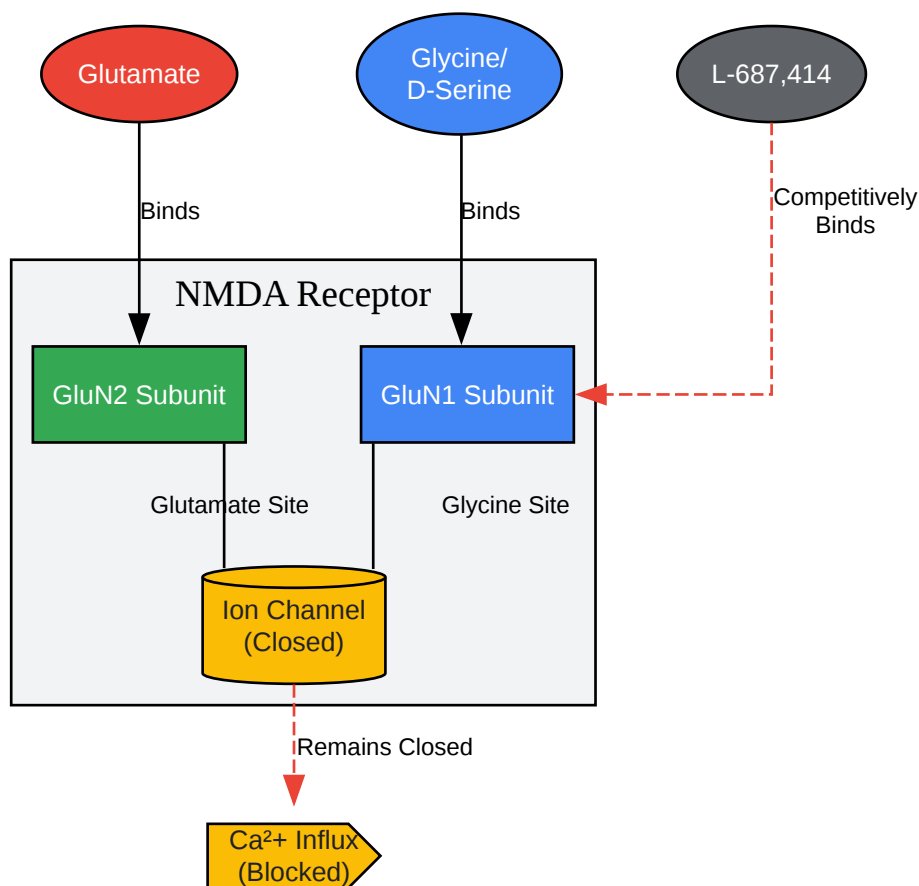 Glutamate
Glycine/
D-Serine
L-687,414
Binds
Binds
Competitively
Binds
NMDA Receptor
GluN2 Subunit
GluN1 Subunit
Glutamate Site
Glycine Site
Ion Channel
(Closed)
Remains Closed
Ca²+ Influx
(Blocked)